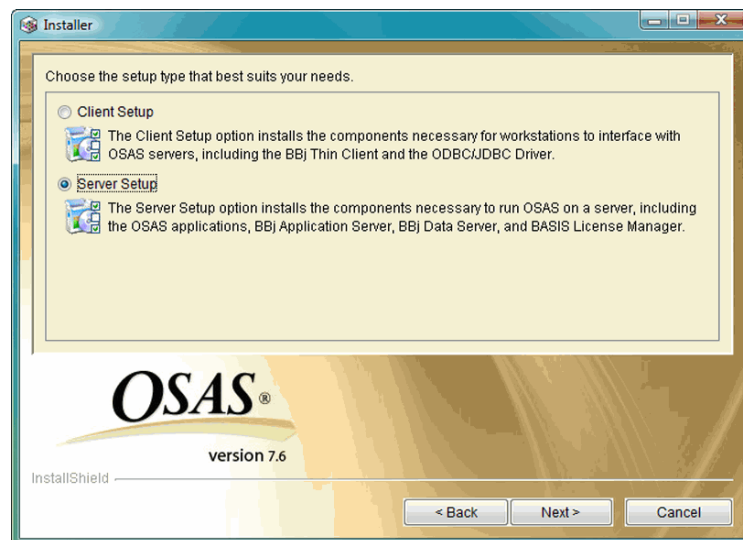 Installer
Choose the setup type that best suits your needs.
Client Setup
The Client Setup option installs the components necessary for workstations to interface with
OSAS servers, including the BBj Thin Client and the ODBC/JDBC Driver.
Server Setup
The Server Setup option installs the components necessary to run OSAS on a server, including
the OSAS applications, BBj Application Server, BBj Data Server, and BASIS License Manager.
OSAS®
version 7.6
InstallShield
< Back Next > Cancel